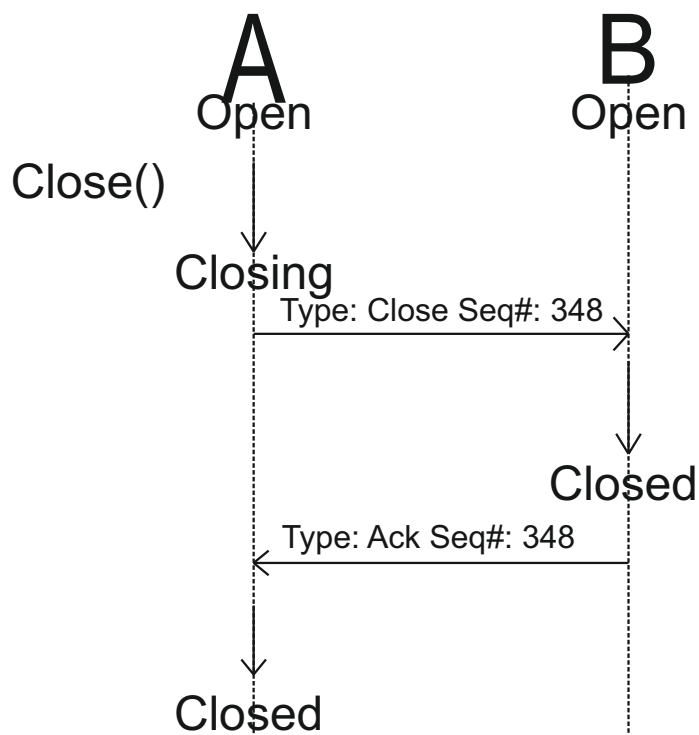 A
B
Open
Open
Close()
Closing
Type: Close Seq#: 348
Closed
Type: Ack Seq#: 348
Closed